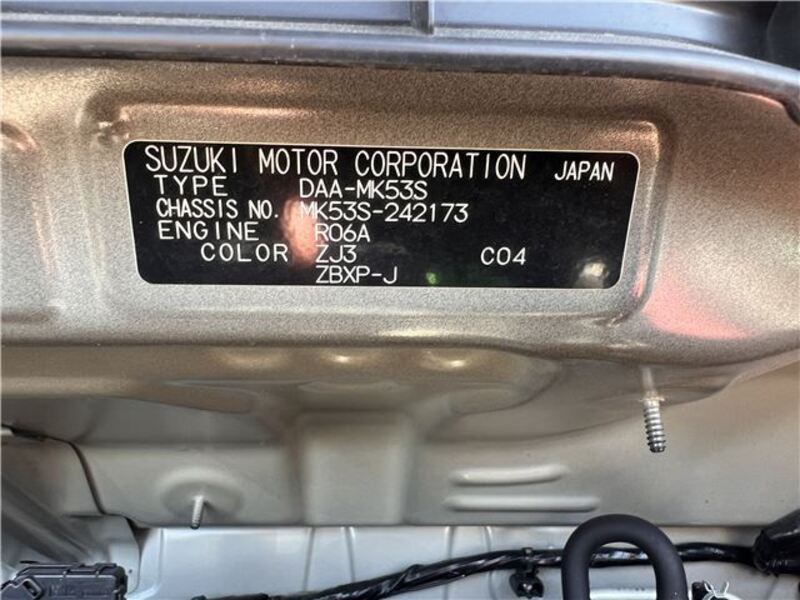 SUZUKI MOTOR CORPORATION JAPAN
TYPE DAA-MK53S
CHASSIS NO. MK53S-242173
ENGINE R06A
COLOR ZJ3 C04
ZBXP-J